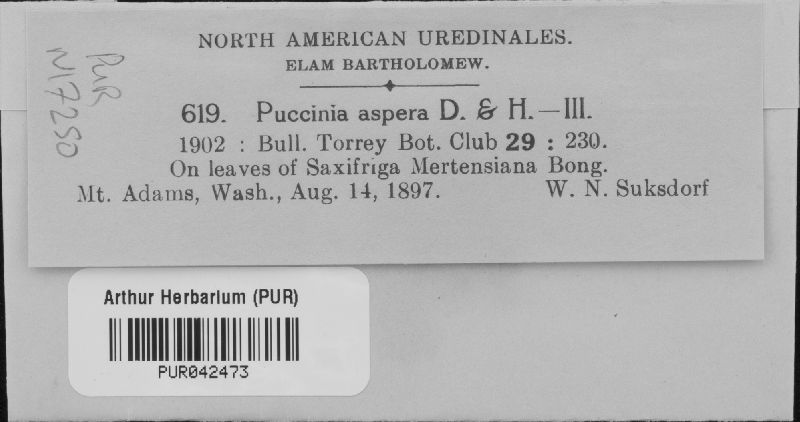 NORTH AMERICAN UREDINALES.
ELAM BARTHOLOMEW.
619. Puccinia aspera D. & H.—III.
1902 : Bull. Torrey Bot. Club 29 : 230.
On leaves of Saxifriga Mertensiana Bong.
Mt. Adams, Wash., Aug. 14, 1897. W. N. Suksdorf
PUR
N17250
Arthur Herbarium (PUR)
PUR042473